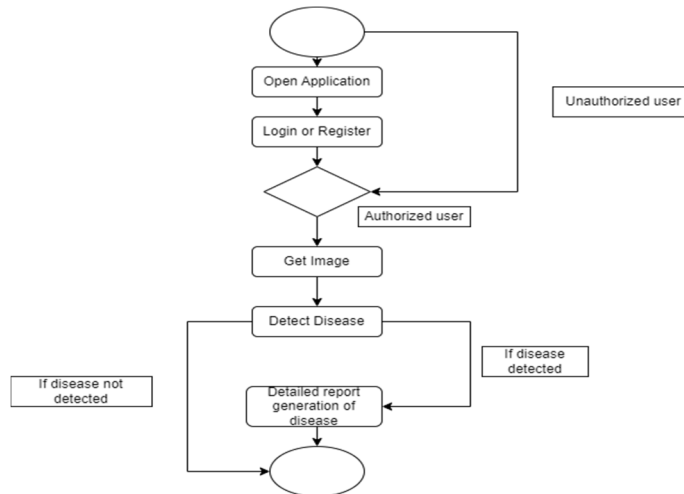 Open Application
Unauthorized user
Login or Register
Authorized user
Get Image
Detect Disease
If disease
detected
If disease not
detected
Detailed report
generation of
disease